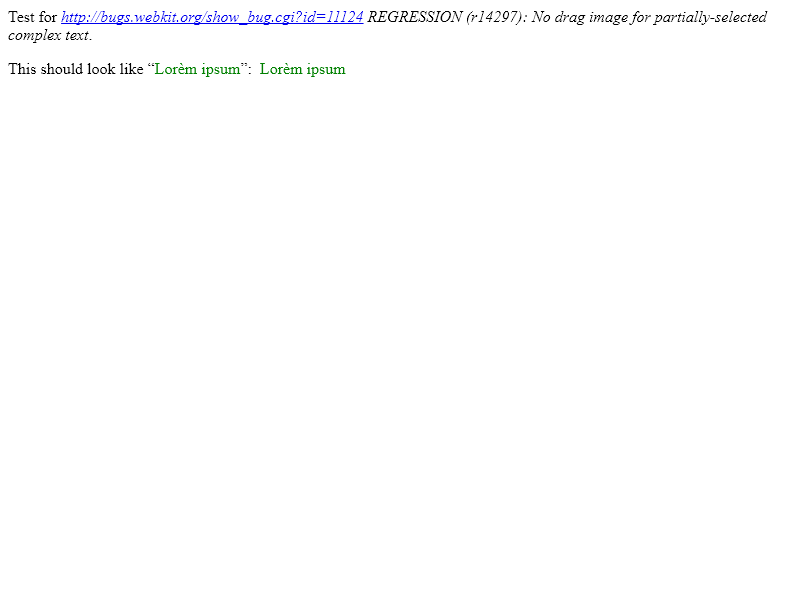 Test for http://bugs.webkit.org/show_bug.cgi?id=11124 REGRESSION (r14297): No drag image for partially-selected
complex text.
This should look like “Lorèm ipsum”: Lorèm ipsum